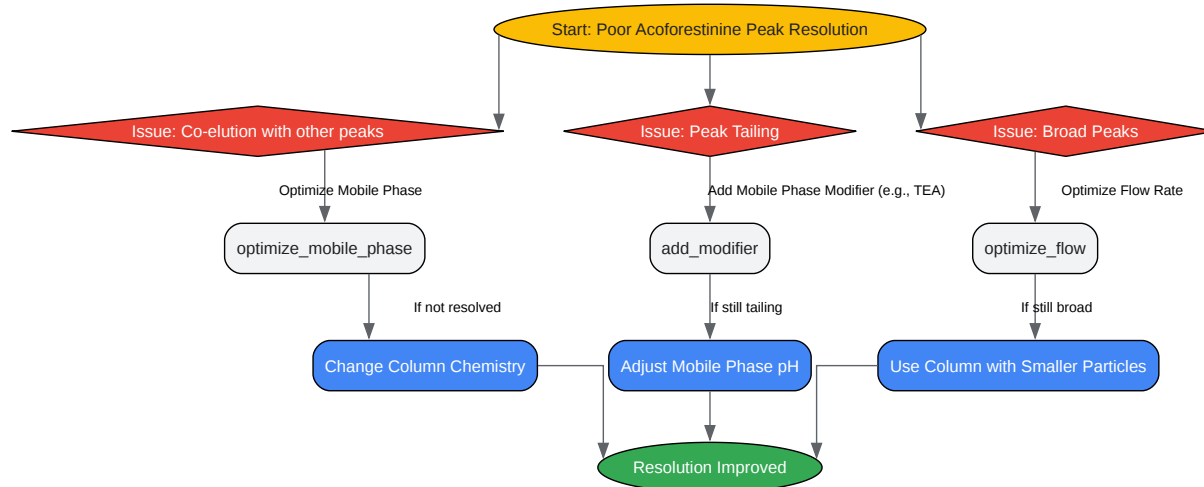 Start: Poor Acoforestinine Peak Resolution
Issue: Co-elution with other peaks
Issue: Peak Tailing
Issue: Broad Peaks
Optimize Mobile Phase
Add Mobile Phase Modifier (e.g., TEA)
Optimize Flow Rate
optimize_mobile_phase
add_modifier
optimize_flow
If not resolved
If still tailing
If still broad
Change Column Chemistry
Adjust Mobile Phase pH
Use Column with Smaller Particles
Resolution Improved